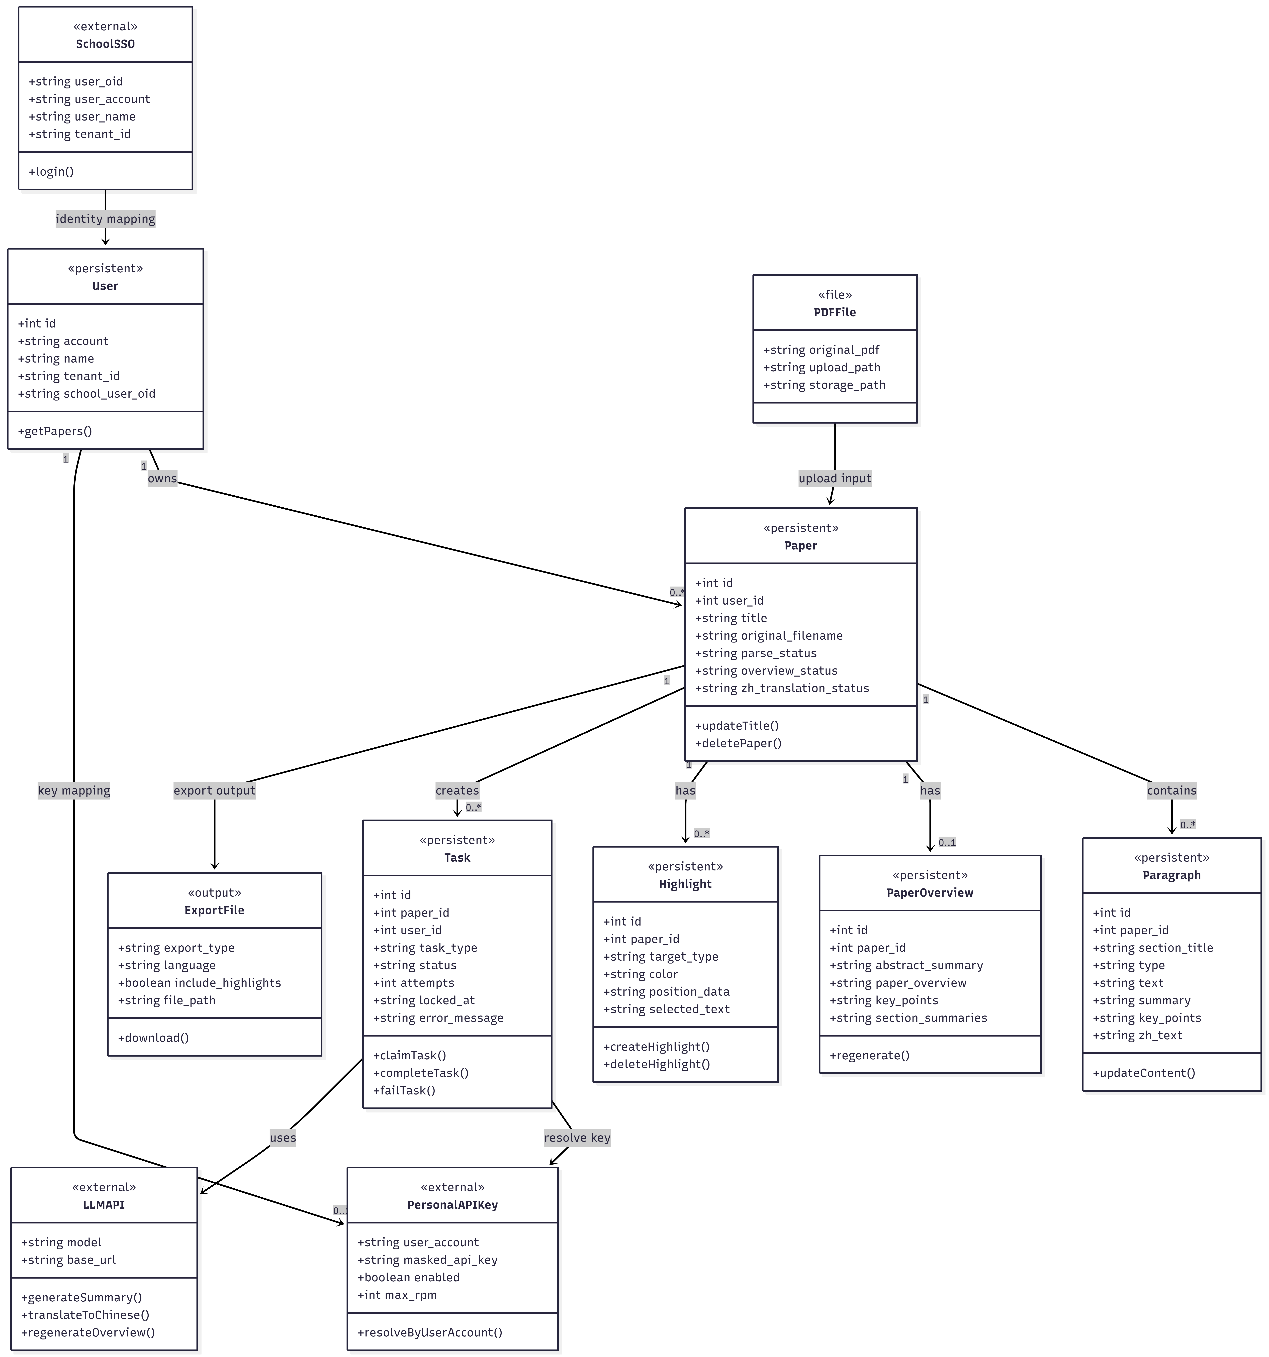 «external»
SchoolSSO
+string user_oid
+string user_account
+string user_name
+string tenant_id
+login()
identity mapping
«persistent»
User
+int id
+string account
+string name
+string tenant_id
+string school_user_oid
+getPapers()
1
1
owns
«file»
PDFFile
+string original_pdf
+string upload_path
+string storage_path
upload input
0..*
«persistent»
Paper
+int id
+int user_id
+string title
+string original_filename
+string parse_status
+string overview_status
+string zh_translation_status
+updateTitle()
+deletePaper()
1
1
1
1
key mapping
export output
creates
has
has
contains
0..*
0..*
0..1
0..*
«output»
ExportFile
+string export_type
+string language
+boolean include_highlights
+string file_path
+download()
«persistent»
Task
+int id
+int paper_id
+int user_id
+string task_type
+string status
+int attempts
+string locked_at
+string error_message
+claimTask()
+completeTask()
+failTask()
«persistent»
Highlight
+int id
+int paper_id
+string target_type
+string color
+string position_data
+string selected_text
+createHighlight()
+deleteHighlight()
«persistent»
PaperOverview
+int id
+int paper_id
+string abstract_summary
+string paper_overview
+string key_points
+string section_summaries
+regenerate()
«persistent»
Paragraph
+int id
+int paper_id
+string section_title
+string type
+string text
+string summary
+string key_points
+string zh_text
+updateContent()
uses
resolve key
«external»
LLMAPI
+string model
+string base_url
+generateSummary()
+translateToChinese()
+regenerateOverview()
«external»
PersonalAPIKey
+string user_account
+string masked_api_key
+boolean enabled
+int max_rpm
+resolveByUserAccount()